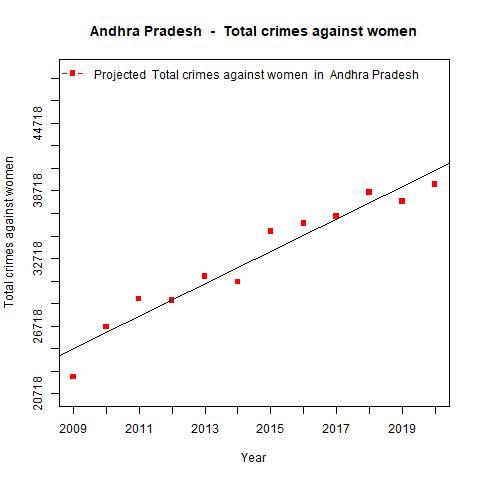 Andhra Pradesh - Total crimes against women
Projected Total crimes against women in Andhra Pradesh
Total crimes against women
44718
38718
32718
26718
20718
2009 2011 2013 2015 2017 2019
Year